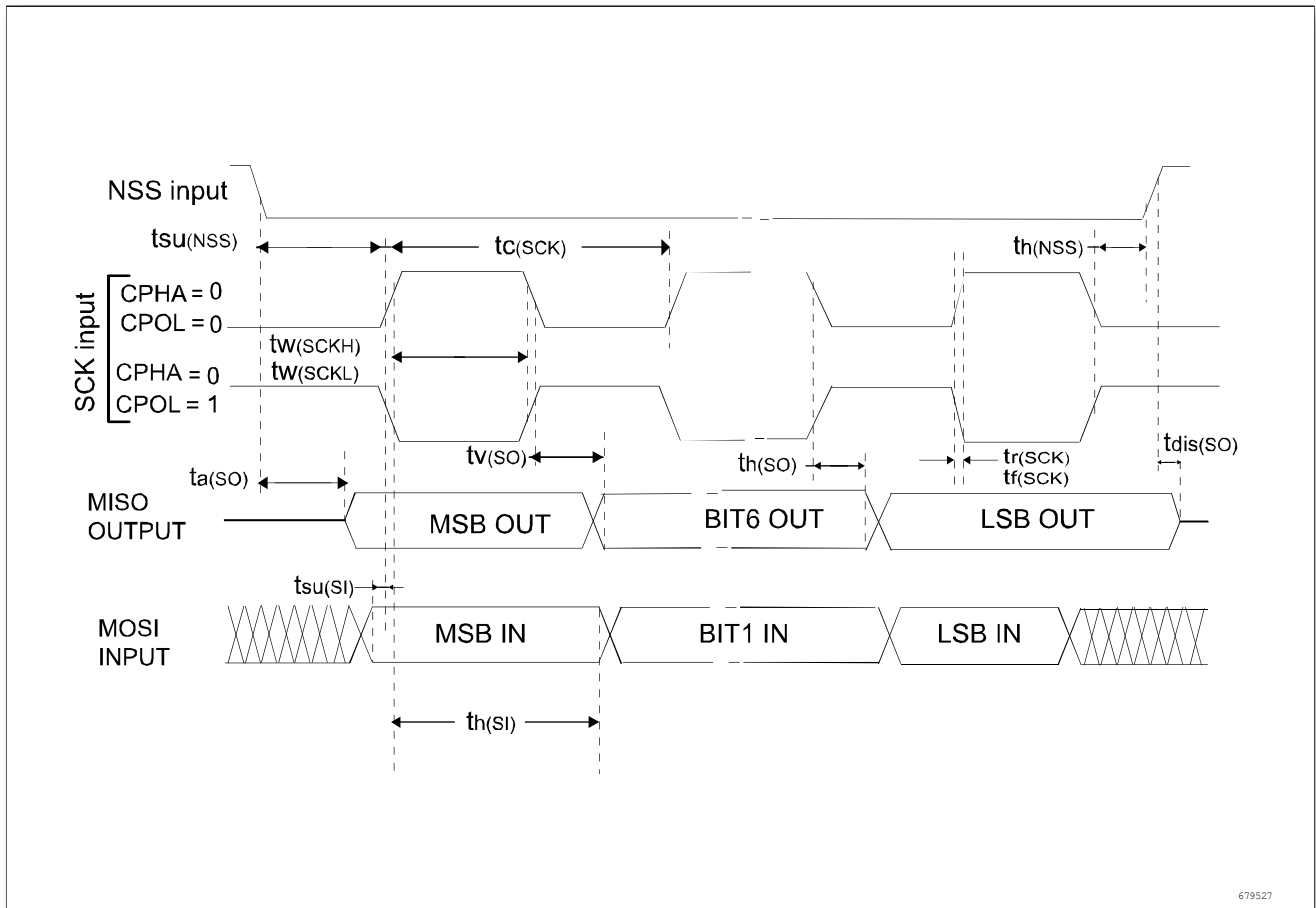 NSS input
tsu(NSS)
tc(SCK)
th(NSS)
SCK input
CPHA = 0
CPOL = 0
tw(SCKH)
CPHA = 0
tw(SCKL)
CPOL = 1
tv(SO)
th(SO)
tr(SCK)
tf(SCK)
tdis(SO)
ta(SO)
MISO
OUTPUT
MSB OUT
BIT6 OUT
LSB OUT
tsu(SI)
MOSI
INPUT
MSB IN
BIT1 IN
LSB IN
th(SI)
679527